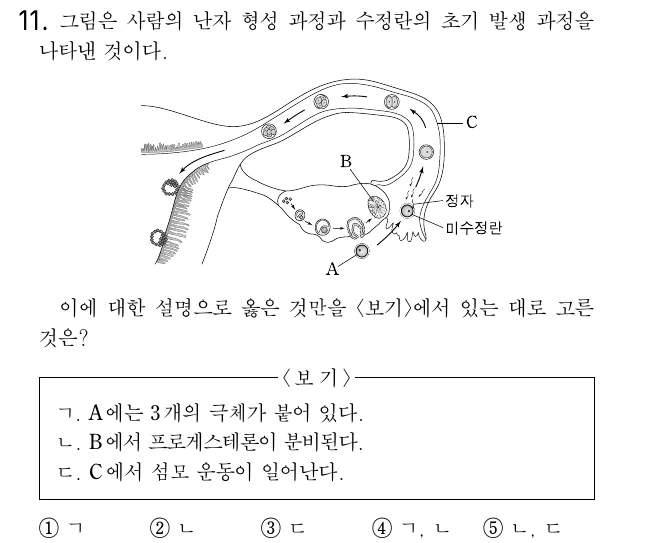 11. 그림은 사람의 난자 형성 과정과 수정란의 초기 발생 과정을
나타낸 것이다.
C
B
정자
미수정란
A
이에 대한 설명으로 옳은 것만을 〈보기〉에서 있는 대로 고른
것은?
〈보 기〉
ㄱ. A에는 3개의 극체가 붙어 있다.
ㄴ. B에서 프로게스테론이 분비된다.
ㄷ. C에서 섬모 운동이 일어난다.
① ㄱ ② ㄴ ③ ㄷ ④ ㄱ, ㄴ ⑤ ㄴ, ㄷ